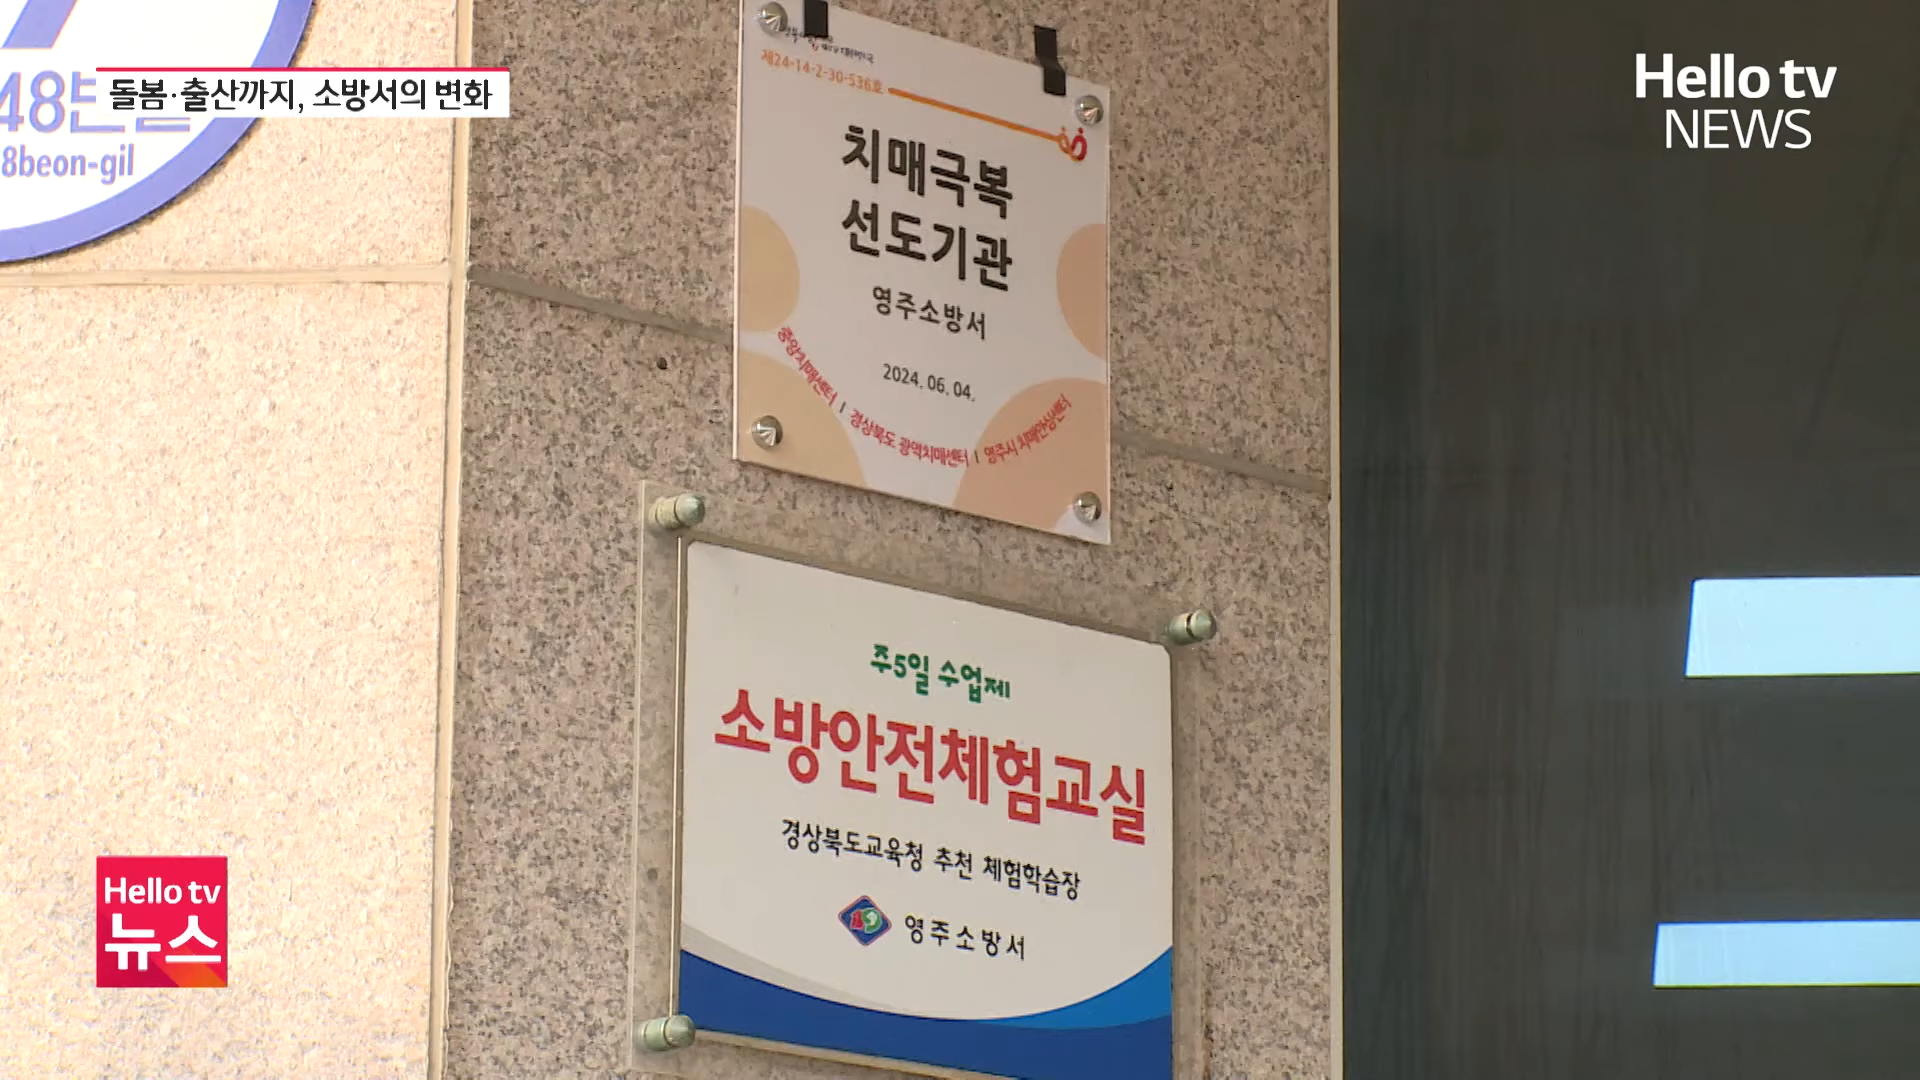 돌봄·출산까지, 소방서의 변화
Hello tv
NEWS
8beon-gil
제24-14-2-30-536호
치매극복
선도기관
영주소방서
2024. 06. 04.
중앙치매센터 | 경상북도 광역치매센터 | 영주시 치매안심센터
주5일 수업제
소방안전체험교실
경상북도교육청 추천 체험학습장
영주소방서
Hello tv
뉴스